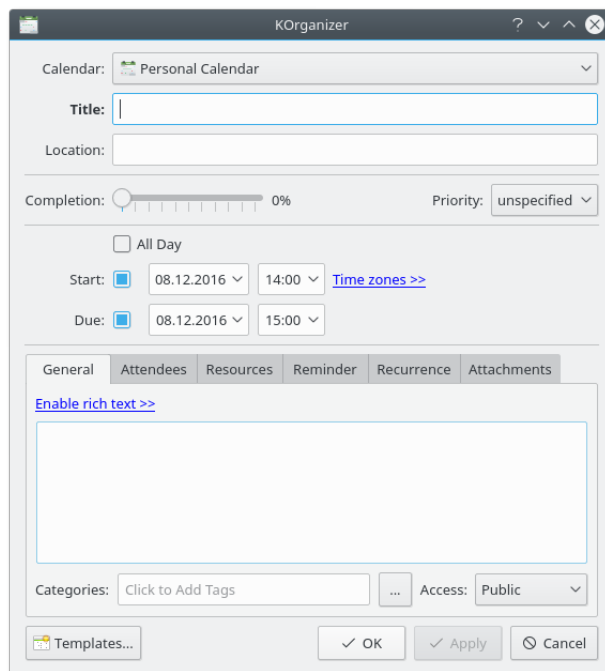 KOrganizer
Calendar: Personal Calendar
Title:
Location:
Completion: 0% Priority: unspecified
All Day
Start: 08.12.2016 14:00 Time zones >>
Due: 08.12.2016 15:00
General Attendees Resources Reminder Recurrence Attachments
Enable rich text >>
Categories: Click to Add Tags ... Access: Public
Templates... OK Apply Cancel